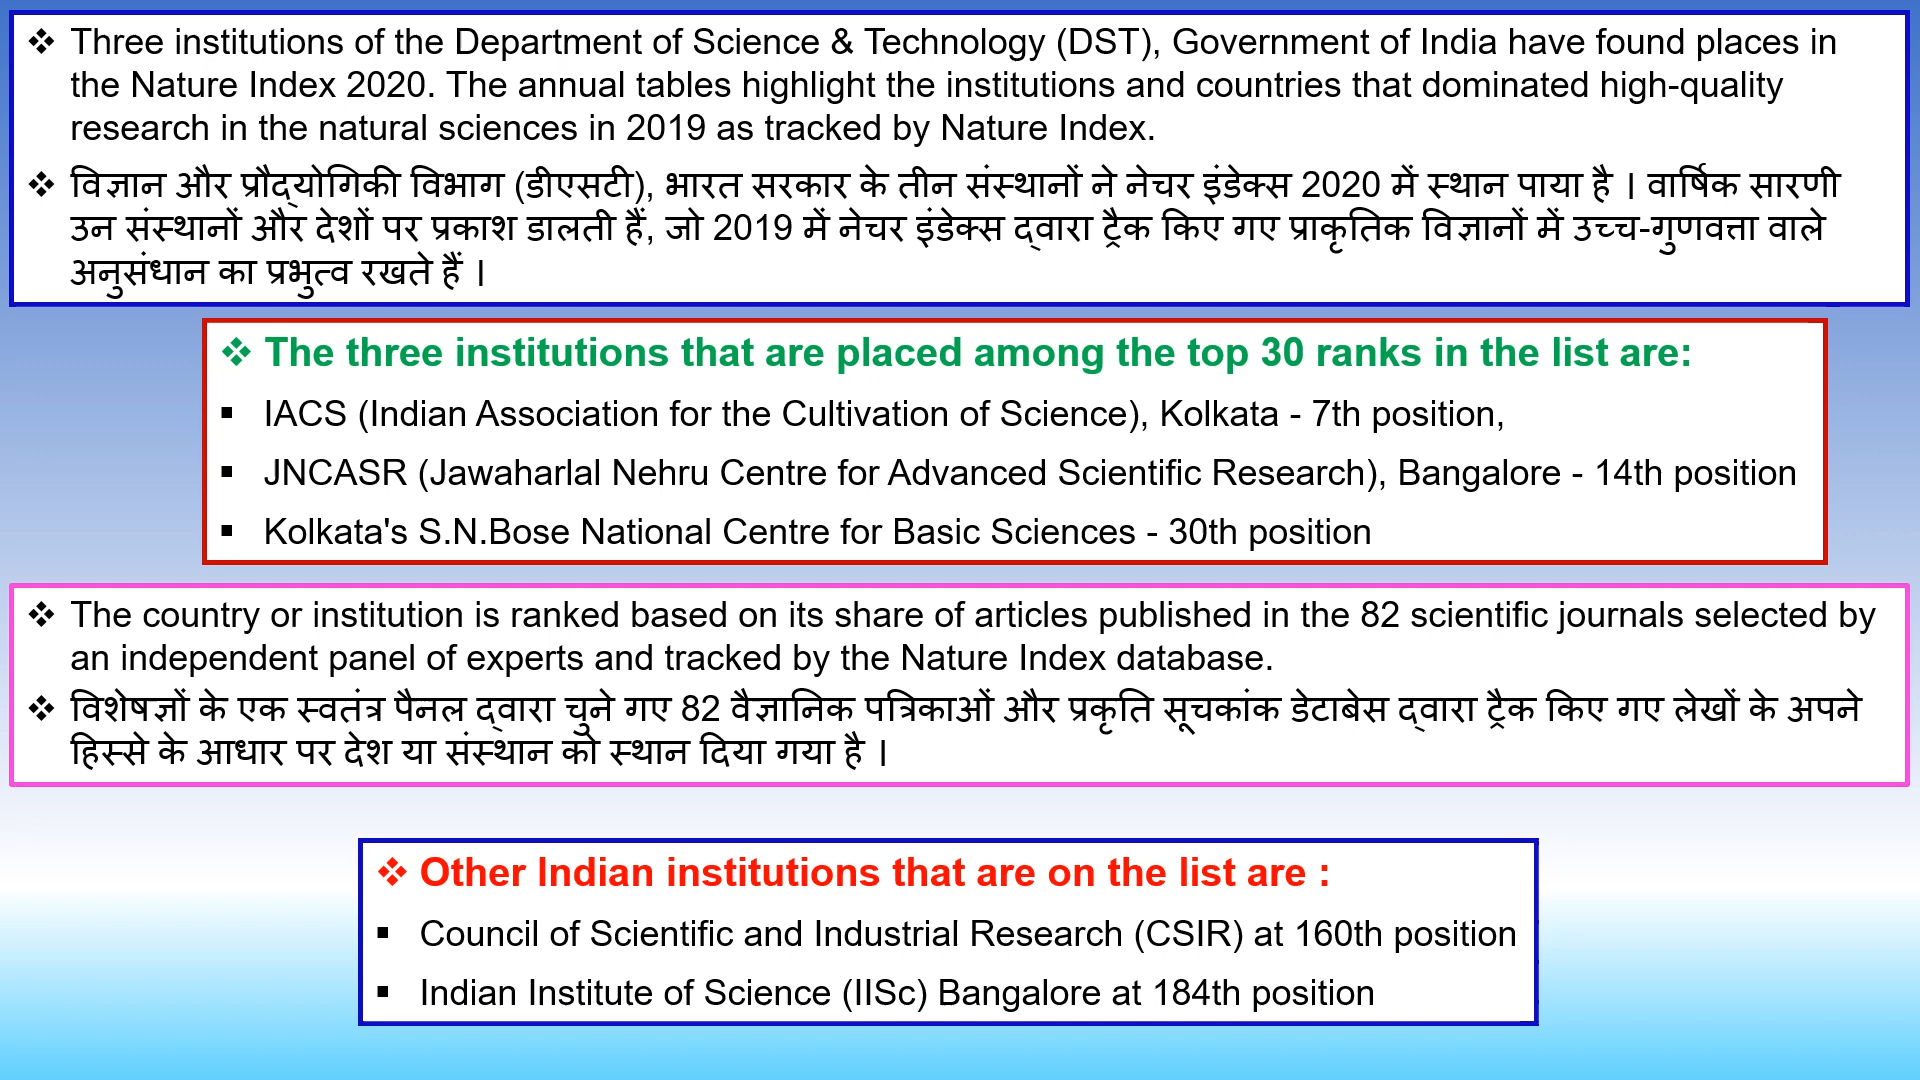 ❖ Three institutions of the Department of Science & Technology (DST), Government of India have found places in
the Nature Index 2020. The annual tables highlight the institutions and countries that dominated high-quality
research in the natural sciences in 2019 as tracked by Nature Index.
❖ विज्ञान और प्रौद्योगिकी विभाग (डीएसटी), भारत सरकार के तीन संस्थानों ने नेचर इंडेक्स 2020 में स्थान पाया है । वार्षिक सारणी
उन संस्थानों और देशों पर प्रकाश डालती हैं, जो 2019 में नेचर इंडेक्स द्वारा ट्रैक किए गए प्राकृतिक विज्ञानों में उच्च-गुणवत्ता वाले
अनुसंधान का प्रभुत्व रखते हैं ।
❖ The three institutions that are placed among the top 30 ranks in the list are:
▪ IACS (Indian Association for the Cultivation of Science), Kolkata - 7th position,
▪ JNCASR (Jawaharlal Nehru Centre for Advanced Scientific Research), Bangalore - 14th position
▪ Kolkata's S.N.Bose National Centre for Basic Sciences - 30th position
❖ The country or institution is ranked based on its share of articles published in the 82 scientific journals selected by
an independent panel of experts and tracked by the Nature Index database.
❖ विशेषज्ञों के एक स्वतंत्र पैनल द्वारा चुने गए 82 वैज्ञानिक पत्रिकाओं और प्रकृति सूचकांक डेटाबेस द्वारा ट्रैक किए गए लेखों के अपने
हिस्से के आधार पर देश या संस्थान को स्थान दिया गया है ।
❖ Other Indian institutions that are on the list are :
▪ Council of Scientific and Industrial Research (CSIR) at 160th position
▪ Indian Institute of Science (IISc) Bangalore at 184th position